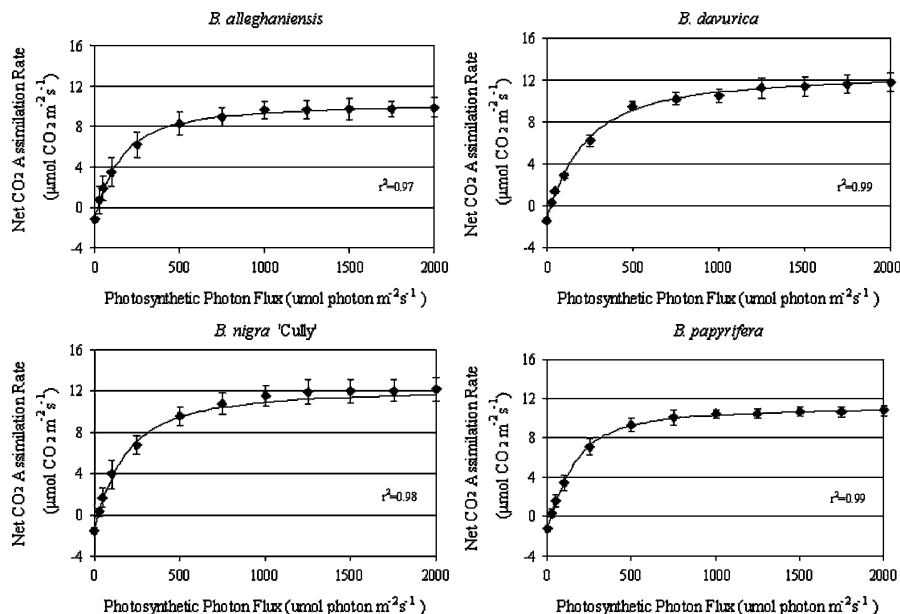 B. alleghaniensis
Net CO2 Assimilation Rate
(µmol CO2 m-2s-1)
16
12
8
4
0
-4
r2=0.97
0 500 1000 1500 2000
Photosynthetic Photon Flux (umol photon m-2s-1)
B. davurica
Net CO2 Assimilation Rate
(µmol CO2 m-2s-1)
16
12
8
4
0
-4
r2=0.99
0 500 1000 1500 2000
Photosynthetic Photon Flux (umol photon m-2s-1)
B. nigra 'Cully'
Net CO2 Assimilation Rate
(µmol CO2 m-2s-1)
16
12
8
4
0
-4
r2=0.98
0 500 1000 1500 2000
Photosynthetic Photon Flux (umol photon m-2s-1)
B. papyrifera
Net CO2 Assimilation Rate
(µmol CO2 m-2s-1)
16
12
8
4
0
-4
r2=0.99
0 500 1000 1500 2000
Photosynthetic Photon Flux (umol photon m-2s-1)